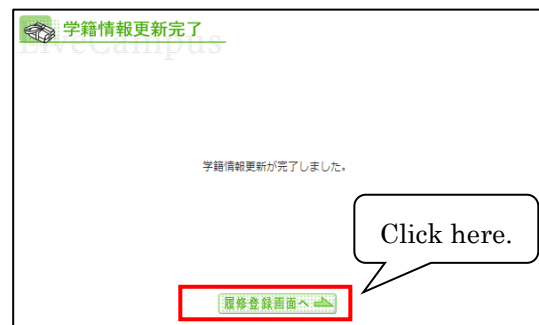 学籍情報更新完了
LiveCampus
学籍情報更新が完了しました。
Click here.
履修登録画面へ